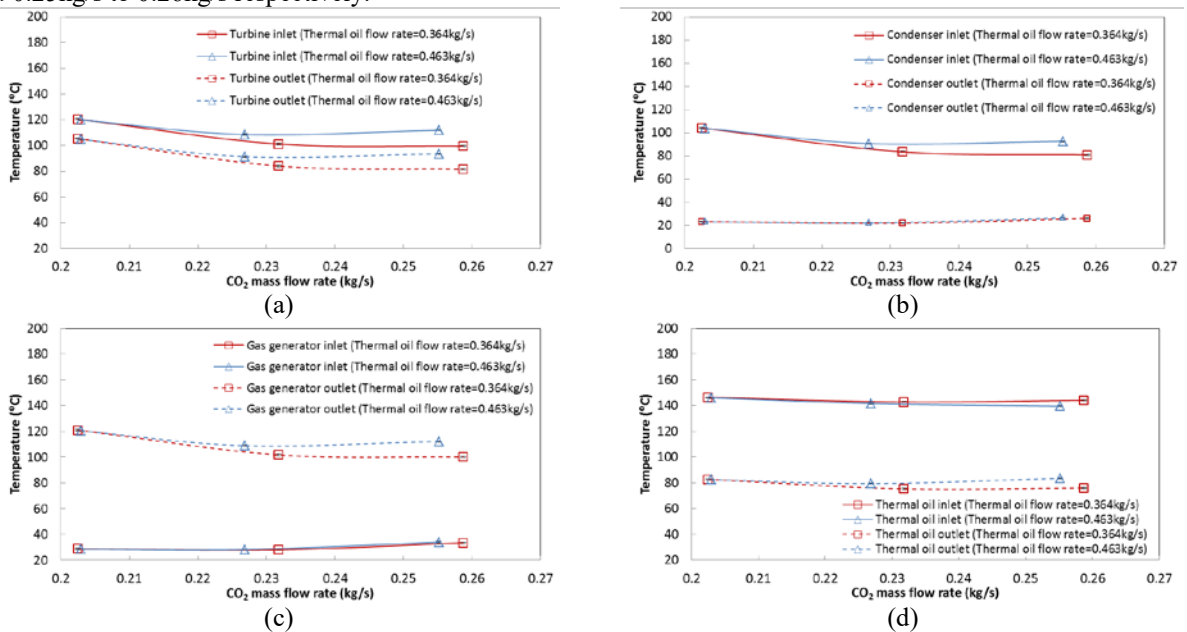 0.25kg/s to 0.26kg/s respectively.
200
180
160
140
120
100
80
60
40
20
Temperature (°C)
Turbine inlet (Thermal oil flow rate=0.364kg/s)
Turbine inlet (Thermal oil flow rate=0.463kg/s)
Turbine outlet (Thermal oil flow rate=0.364kg/s)
Turbine outlet (Thermal oil flow rate=0.463kg/s)
0.2 0.21 0.22 0.23 0.24 0.25 0.26 0.27
CO2 mass flow rate (kg/s)
(a)
200
180
160
140
120
100
80
60
40
20
0
Temperature (°C)
Condenser inlet (Thermal oil flow rate=0.364kg/s)
Condenser inlet (Thermal oil flow rate=0.463kg/s)
Condenser outlet (Thermal oil flow rate=0.364kg/s)
Condenser outlet (Thermal oil flow rate=0.463kg/s)
0.2 0.21 0.22 0.23 0.24 0.25 0.26 0.27
CO2 mass flow rate (kg/s)
(b)
200
180
160
140
120
100
80
60
40
20
Temperature (°C)
Gas generator inlet (Thermal oil flow rate=0.364kg/s)
Gas generator inlet (Thermal oil flow rate=0.463kg/s)
Gas generator outlet (Thermal oil flow rate=0.364kg/s)
Gas generator outlet (Thermal oil flow rate=0.463kg/s)
0.2 0.21 0.22 0.23 0.24 0.25 0.26 0.27
CO2 mass flow rate (kg/s)
(c)
200
180
160
140
120
100
80
60
40
20
Temperature (°C)
Thermal oil inlet (Thermal oil flow rate=0.364kg/s)
Thermal oil inlet (Thermal oil flow rate=0.463kg/s)
Thermal oil outlet (Thermal oil flow rate=0.364kg/s)
Thermal oil outlet (Thermal oil flow rate=0.463kg/s)
0.2 0.21 0.22 0.23 0.24 0.25 0.26 0.27
CO2 mass flow rate (kg/s)
(d)